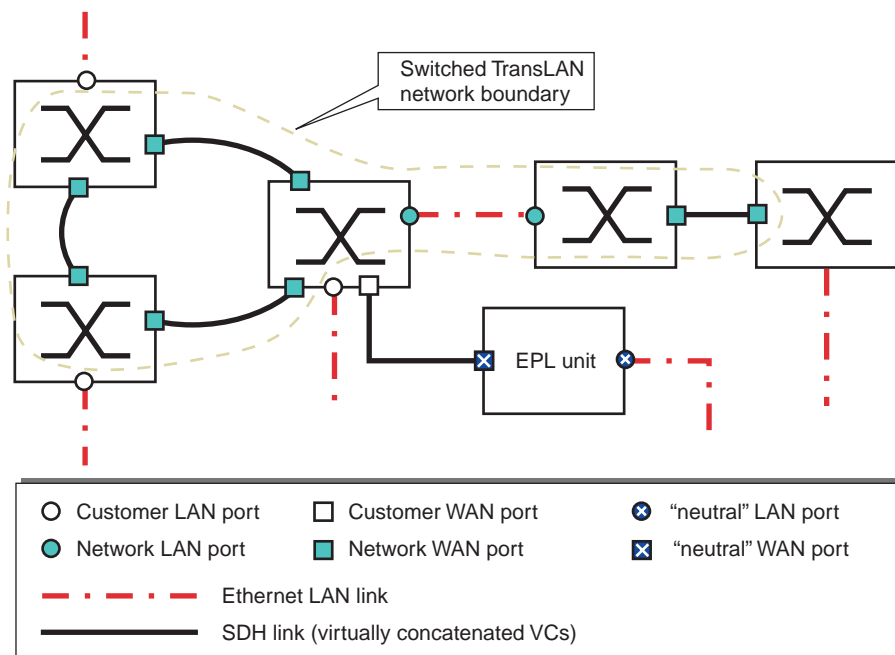 Switched TransLAN
network boundary
EPL unit
Customer LAN port
Customer WAN port
“neutral” LAN port
Network LAN port
Network WAN port
“neutral” WAN port
Ethernet LAN link
SDH link (virtually concatenated VCs)